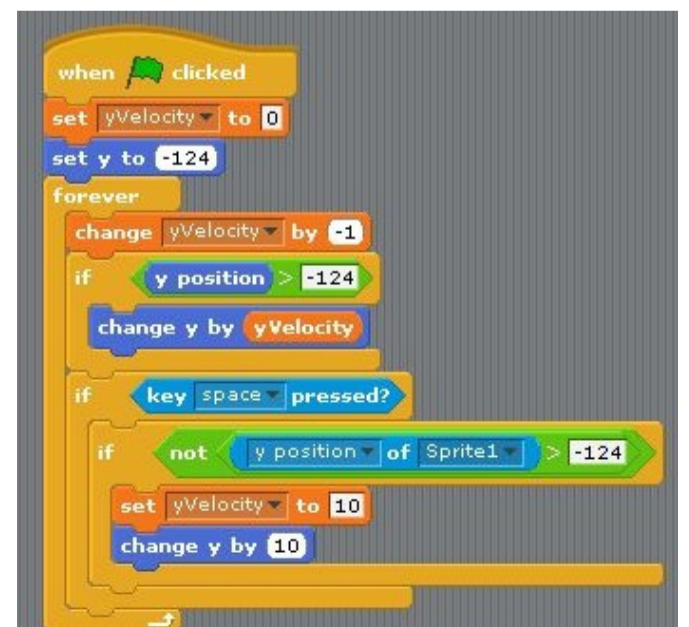 when clicked
set yVelocity to 0
set y to -124
forever
change yVelocity by -1
if y position > -124
change y by yVelocity
if key space pressed?
if not y position of Sprite1 > -124
set yVelocity to 10
change y by 10